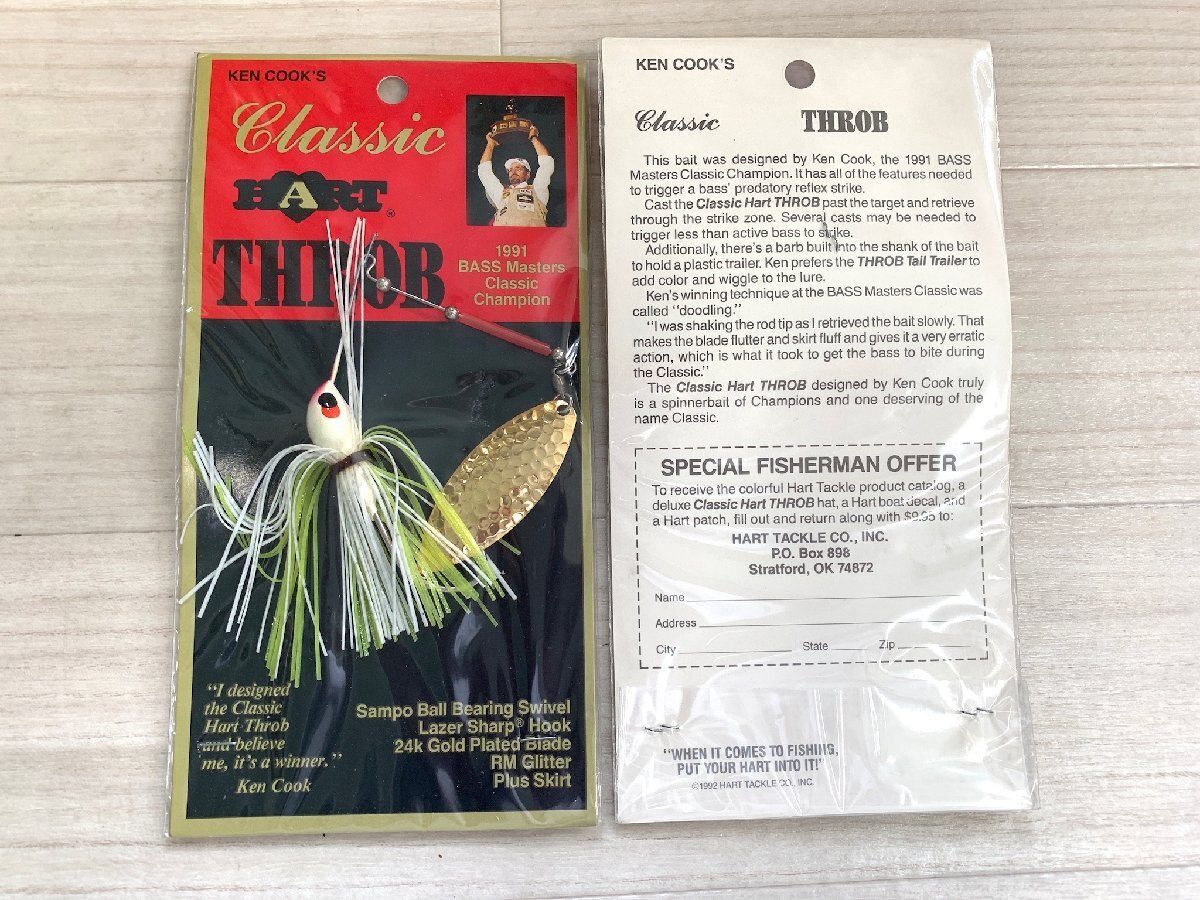 KEN COOK'S
Classic
HART®
THROB
1991
BASS Masters
Classic
Champion
"I designed
the Classic
Hart Throb
and believe
me, it's a winner."
Ken Cook
Sampo Ball Bearing Swivel
Lazer Sharp® Hook
24k Gold Plated Blade
RM Glitter
Plus Skirt
KEN COOK'S
Classic THROB
This bait was designed by Ken Cook, the 1991 BASS
Masters Classic Champion. It has all of the features needed
to trigger a bass' predatory reflex strike.
Cast the Classic Hart THROB past the target and retrieve
through the strike zone. Several casts may be needed to
trigger less than active bass to strike.
Additionally, there's a barb built into the shank of the bait
to hold a plastic trailer. Ken prefers the THROB Tail Trailer to
add color and wiggle to the lure.
Ken's winning technique at the BASS Masters Classic was
called "doodling."
"I was shaking the rod tip as I retrieved the bait slowly. That
makes the blade flutter and skirt fluff and gives it a very erratic
action, which is what it took to get the bass to bite during
the Classic."
The Classic Hart THROB designed by Ken Cook truly
is a spinnerbait of Champions and one deserving of the
name Classic.
SPECIAL FISHERMAN OFFER
To receive the colorful Hart Tackle product catalog, a
deluxe Classic Hart THROB hat, a Hart boat decal, and
a Hart patch, fill out and return along with $9.95 to:
HART TACKLE CO., INC.
P.O. Box 898
Stratford, OK 74872
Name
Address
City State Zip
"WHEN IT COMES TO FISHING,
PUT YOUR HART INTO IT!"
©1992 HART TACKLE CO., INC.